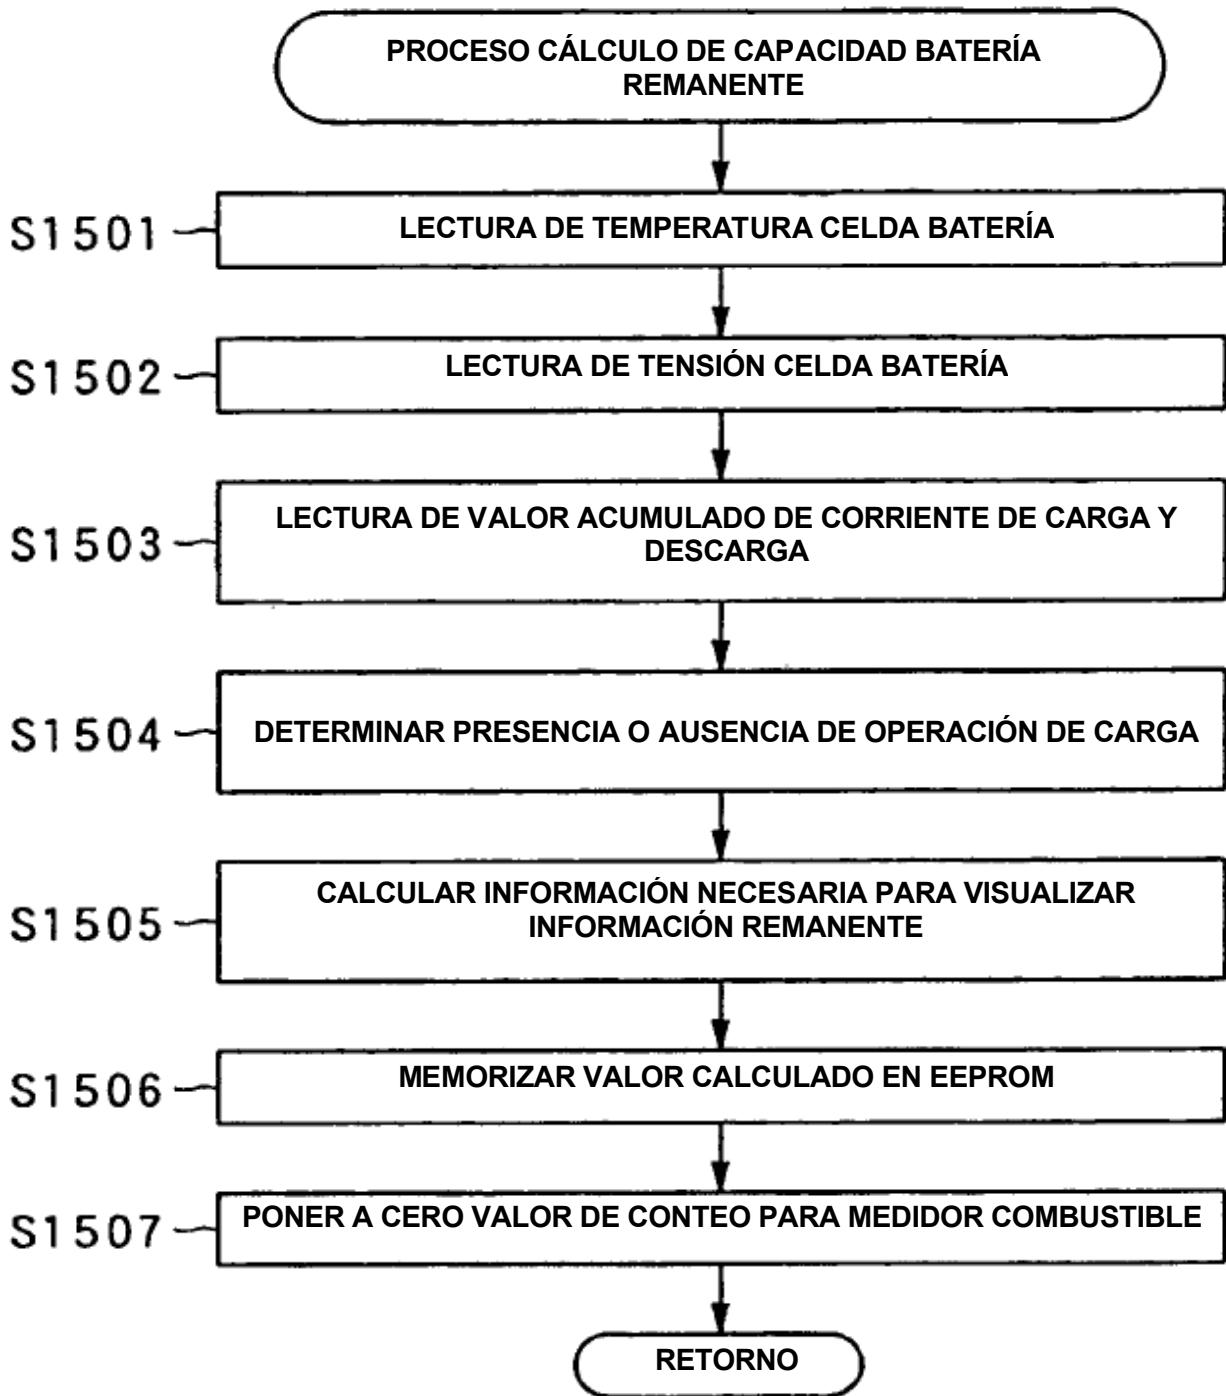 PROCESO CÁLCULO DE CAPACIDAD BATERÍA
REMANENTE
S1501
LECTURA DE TEMPERATURA CELDA BATERÍA
S1502
LECTURA DE TENSIÓN CELDA BATERÍA
S1503
LECTURA DE VALOR ACUMULADO DE CORRIENTE DE CARGA Y
DESCARGA
S1504
DETERMINAR PRESENCIA O AUSENCIA DE OPERACIÓN DE CARGA
S1505
CALCULAR INFORMACIÓN NECESARIA PARA VISUALIZAR
INFORMACIÓN REMANENTE
S1506
MEMORIZAR VALOR CALCULADO EN EEPROM
S1507
PONER A CERO VALOR DE CONTEO PARA MEDIDOR COMBUSTIBLE
RETORNO